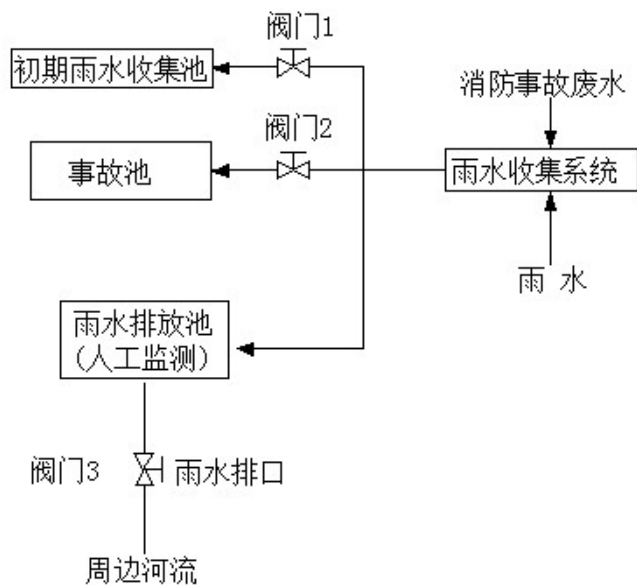 阀门1
初期雨水收集池
消防事故废水
阀门2
事故池
雨水收集系统
雨 水
雨水排放池
(人工监测)
阀门3
雨水排口
周边河流